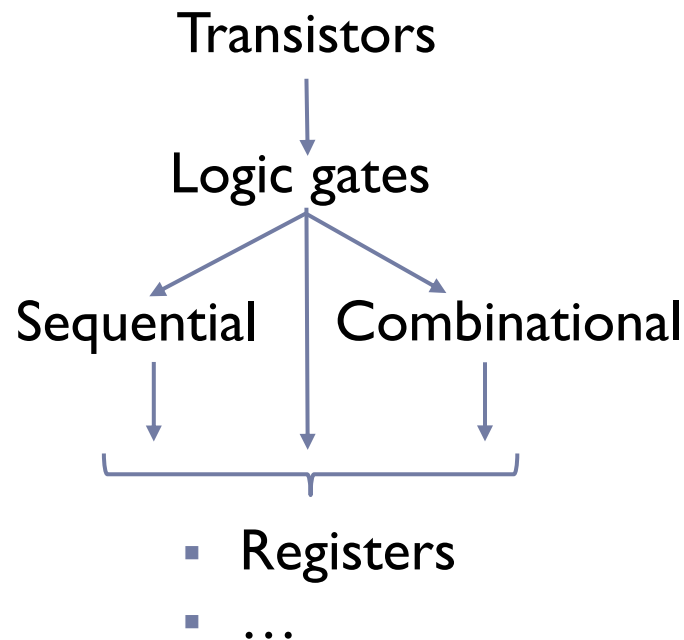 Transistors
Logic gates
Sequential Combinational
▪ Registers
▪ …